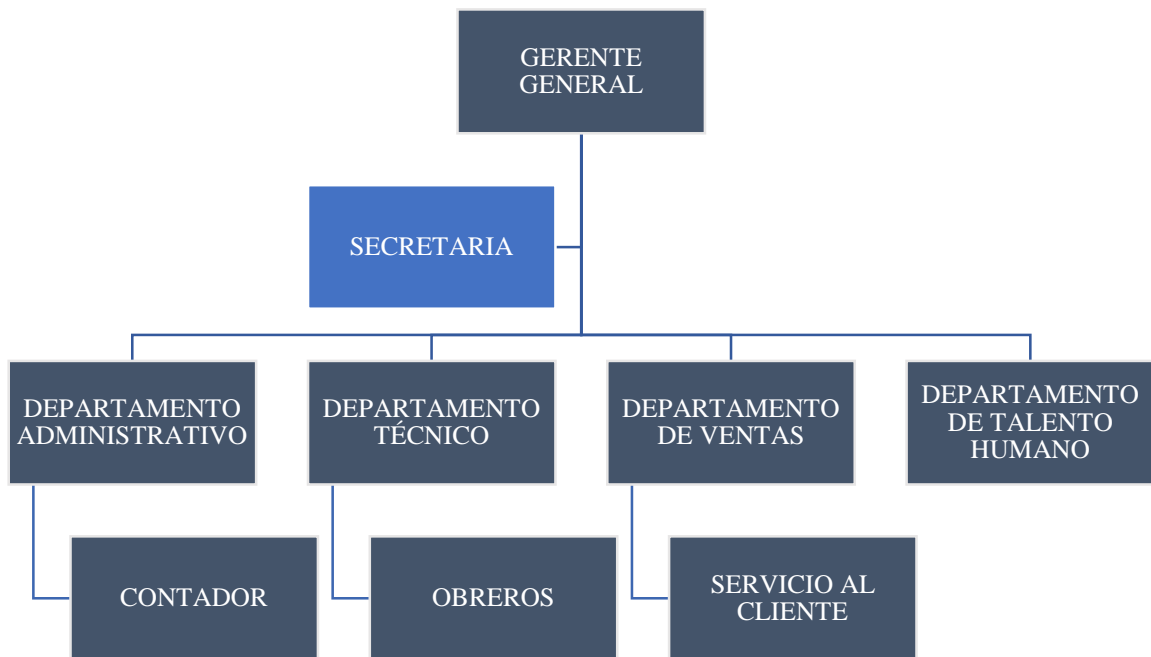 GERENTE
GENERAL
SECRETARIA
DEPARTAMENTO
ADMINISTRATIVO
DEPARTAMENTO
TÉCNICO
DEPARTAMENTO
DE VENTAS
DEPARTAMENTO
DE TALENTO
HUMANO
CONTADOR
OBREROS
SERVICIO AL
CLIENTE